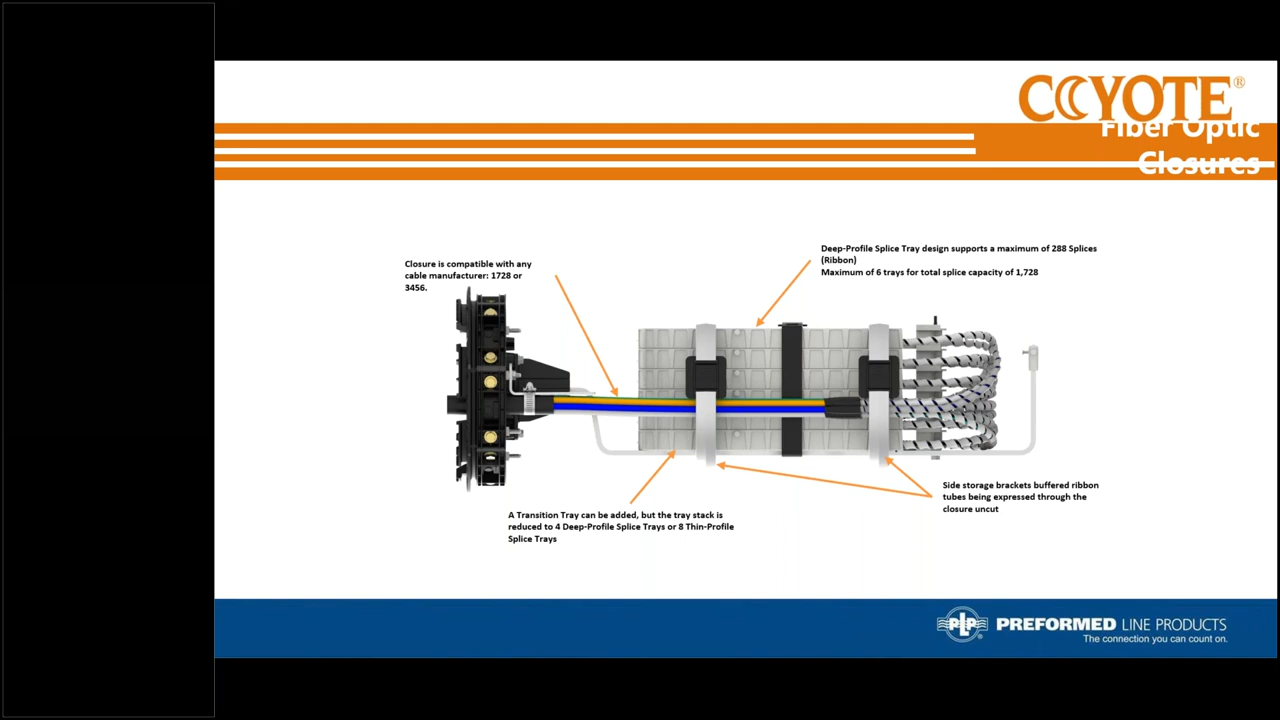 COYOTE®
Fiber Optic
Closures
Deep-Profile Splice Tray design supports a maximum of 288 Splices
(Ribbon)
Maximum of 6 trays for total splice capacity of 1,728
Closure is compatible with any
cable manufacturer: 1728 or
3456.
Side storage brackets buffered ribbon
tubes being expressed through the
closure uncut
A Transition Tray can be added, but the tray stack is
reduced to 4 Deep-Profile Splice Trays or 8 Thin-Profile
Splice Trays
PLP® PREFORMED LINE PRODUCTS
The connection you can count on.